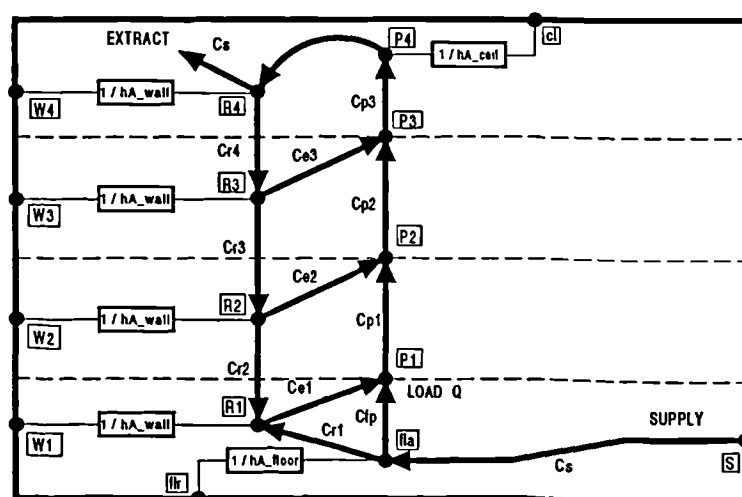 EXTRACT Cs P4 1 / hA_ceil cl
W4 1 / hA_wall R4 Cp3
P3
Cr4 Ce3
W3 1 / hA_wall R3 Cp2
P2
Cr3 Ce2
W2 1 / hA_wall R2 Cp1
P1
Cr2 Ce1 LOAD Q
R1 Cfp
W1 1 / hA_wall Cr1 SUPPLY
fla
flr 1 / hA_floor Cs S